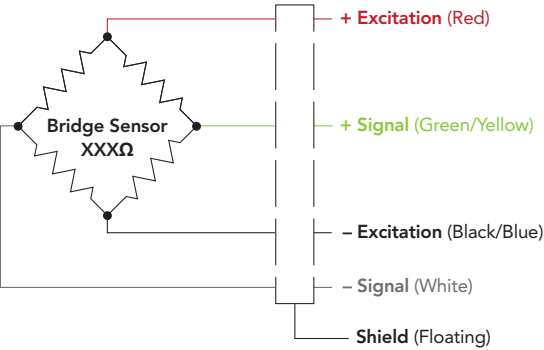 + Excitation (Red)
Bridge Sensor
XXXΩ
+ Signal (Green/Yellow)
– Excitation (Black/Blue)
– Signal (White)
Shield (Floating)